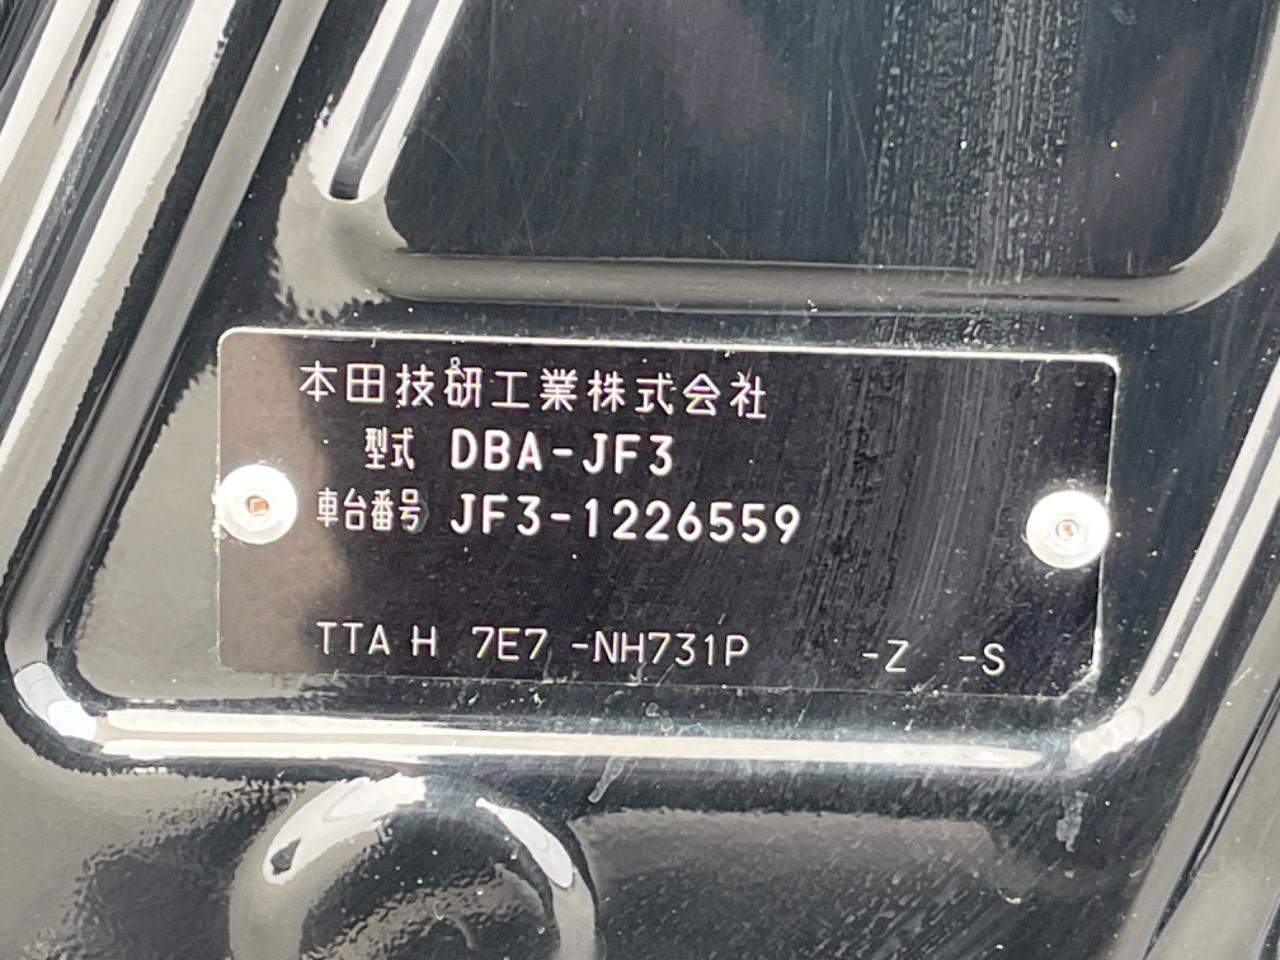 本田技研工業株式会社
型式 DBA-JF3
車台番号 JF3-1226559
TTA H 7E7 -NH731P -Z -S